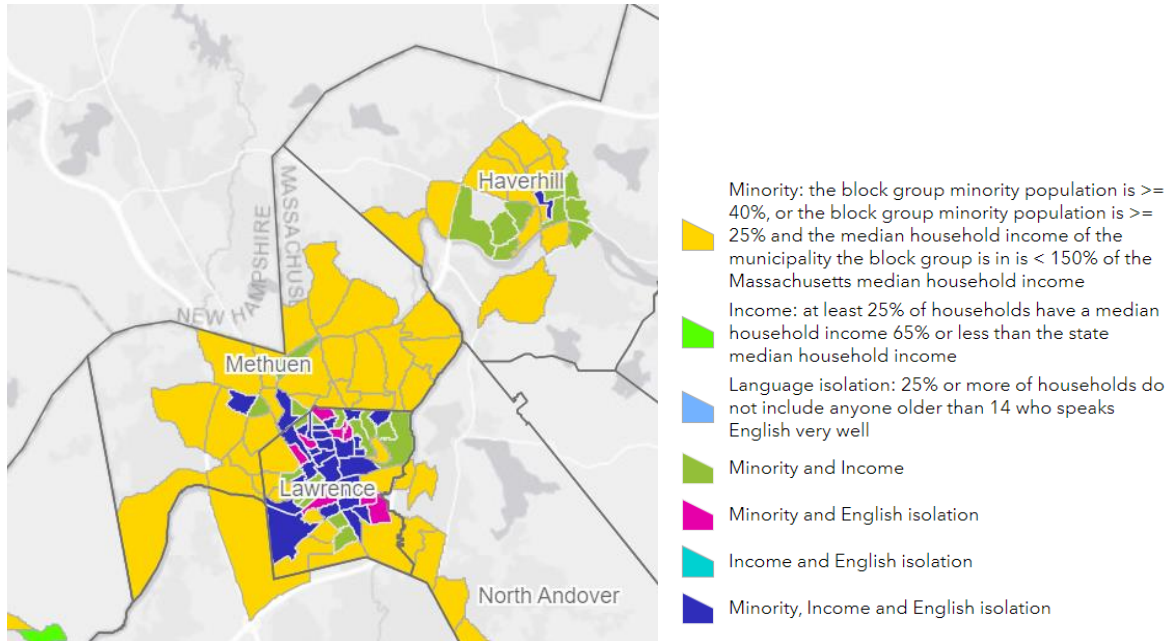 Haverhill
MASSACHUS
NEW HAMPSHIRE
Methuen
Lawrence
North Andover
Minority: the block group minority population is >=
40%, or the block group minority population is >=
25% and the median household income of the
municipality the block group is in is < 150% of the
Massachusetts median household income
Income: at least 25% of households have a median
household income 65% or less than the state
median household income
Language isolation: 25% or more of households do
not include anyone older than 14 who speaks
English very well
Minority and Income
Minority and English isolation
Income and English isolation
Minority, Income and English isolation